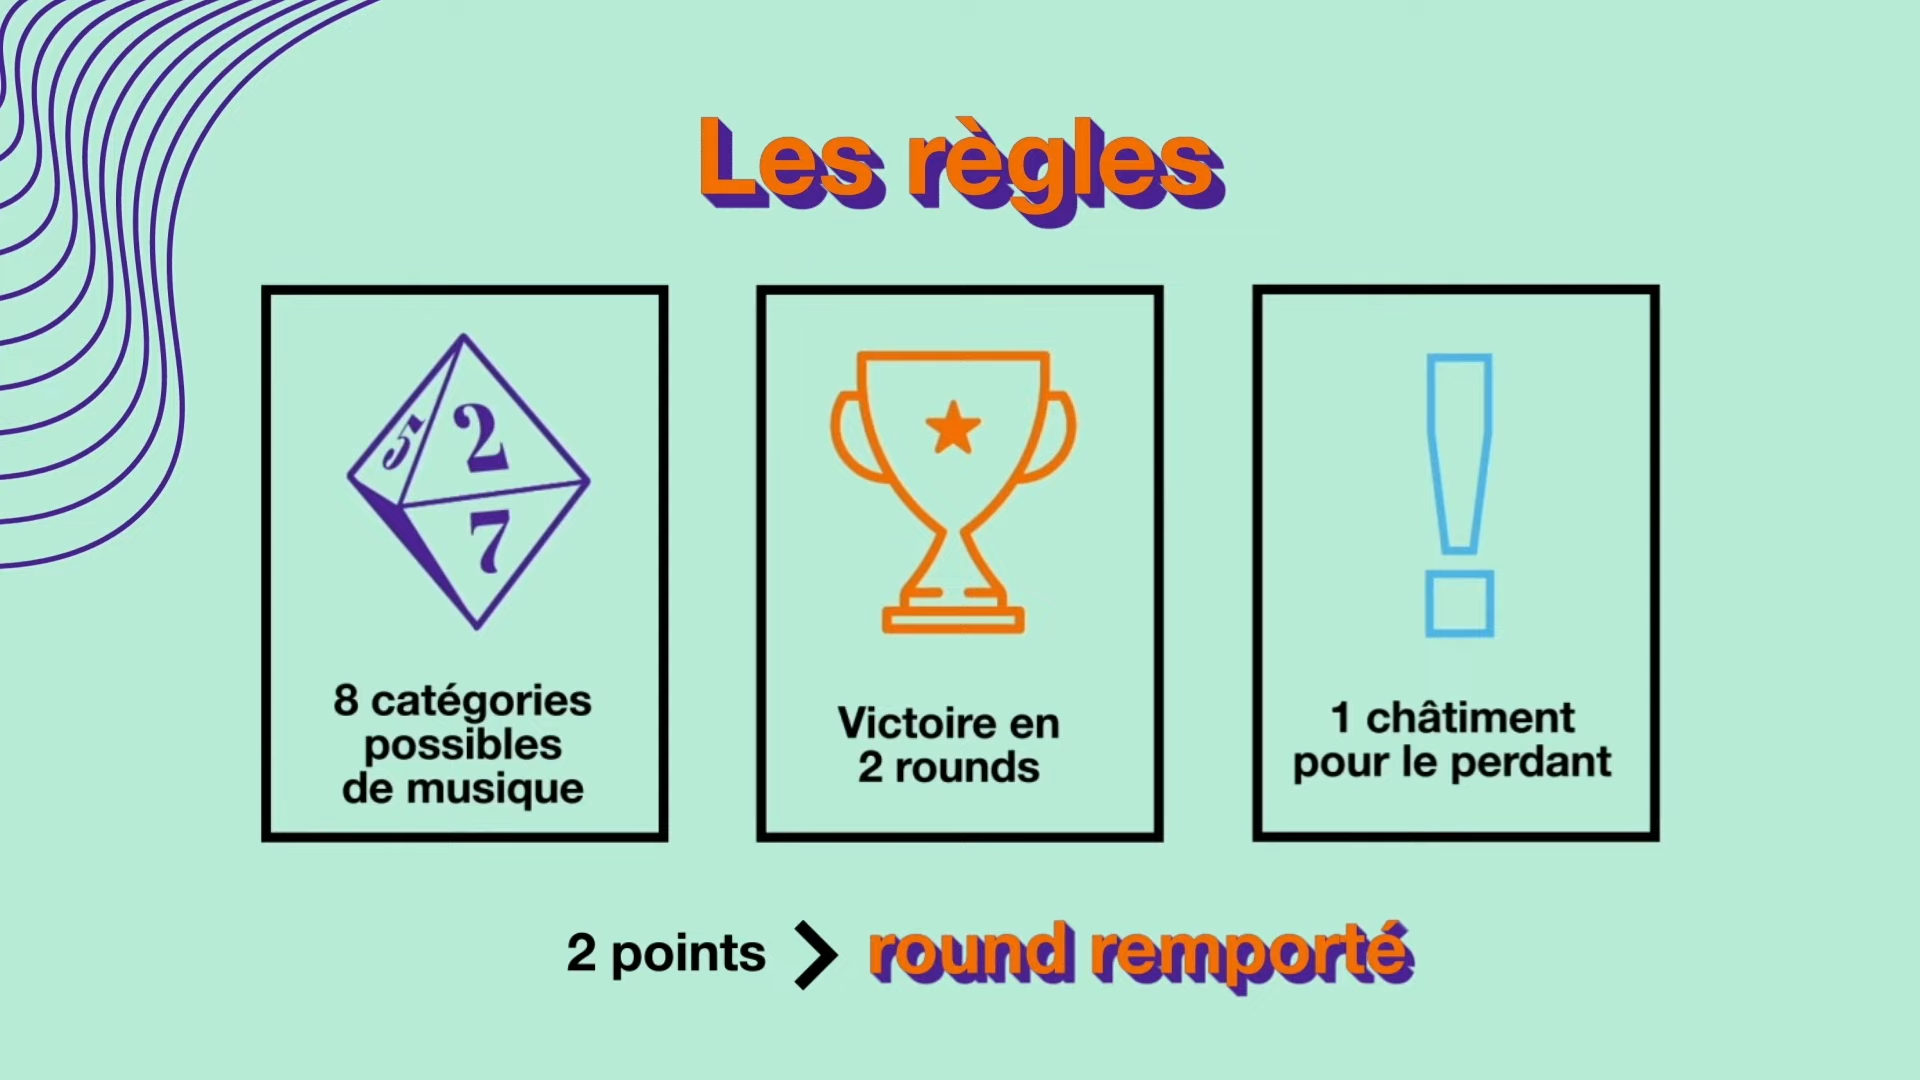 Les règles
5
2
7
8 catégories
possibles
de musique
Victoire en
2 rounds
1 châtiment
pour le perdant
2 points > round remporté